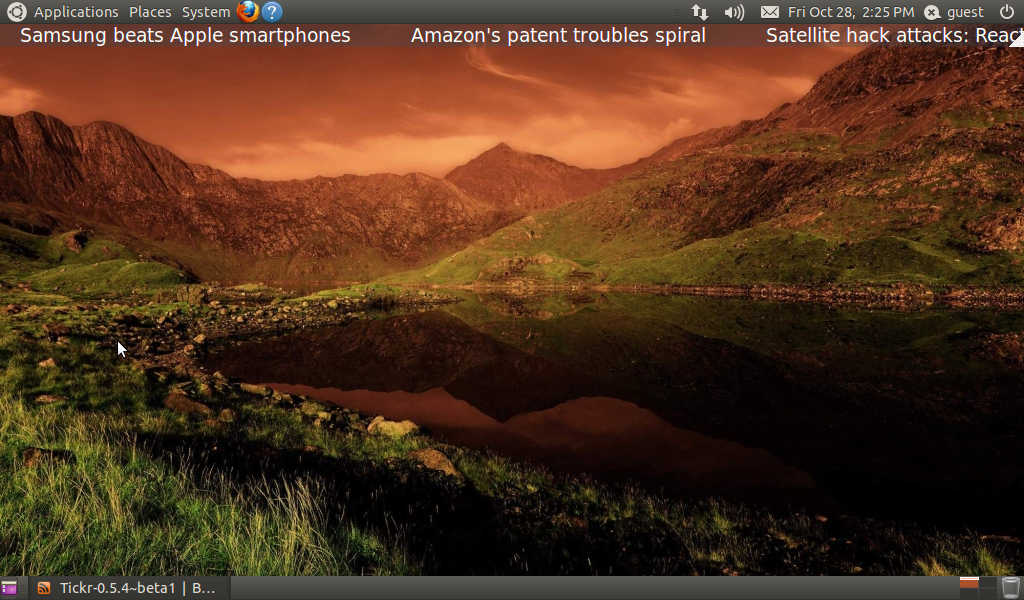 Applications Places System ? Fri Oct 28, 2:25 PM guest
Samsung beats Apple smartphones Amazon's patent troubles spiral Satellite hack attacks: React
Tickr-0.5.4~beta1 | B...